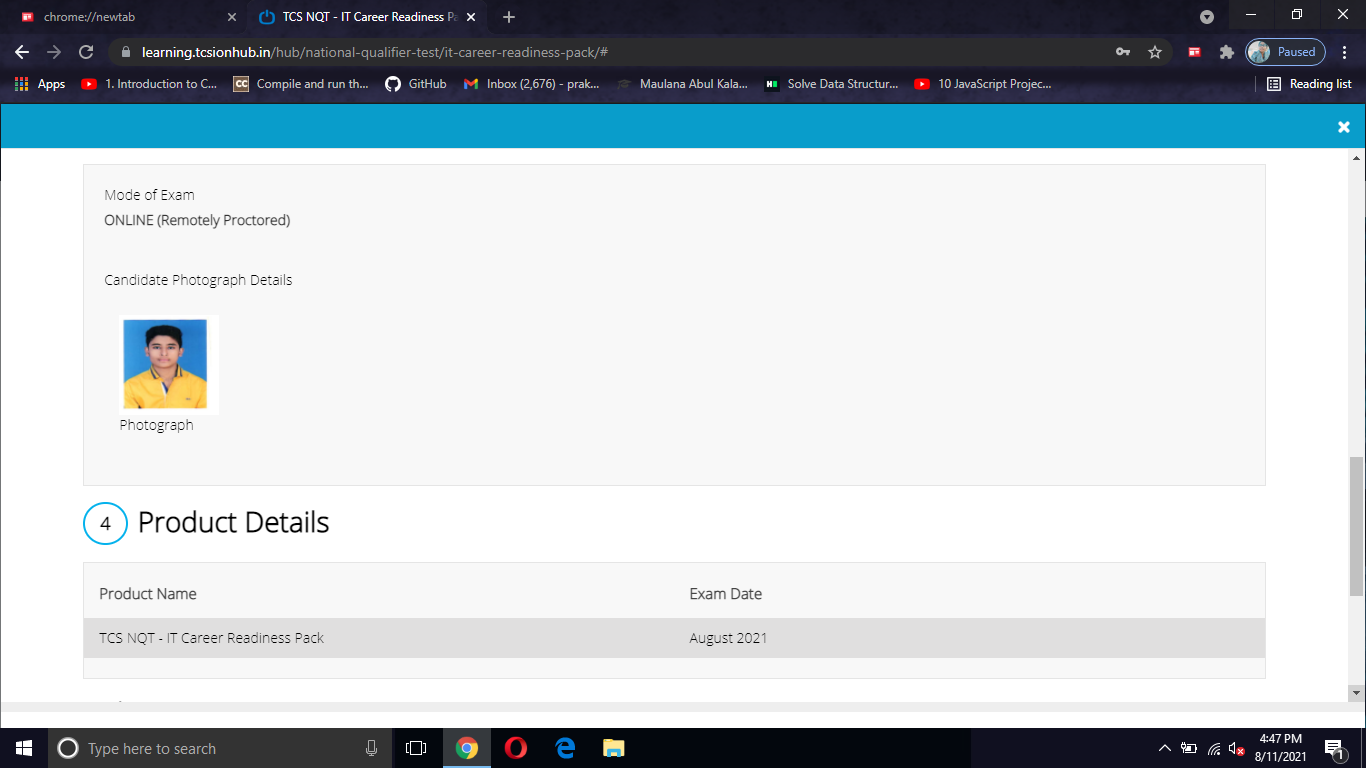 chrome://newtab
TCS NQT - IT Career Readiness Pa
learning.tcsionhub.in/hub/national-qualifier-test/it-career-readiness-pack/#
Paused
Apps
1. Introduction to C...
CC
Compile and run th...
GitHub
Inbox (2,676) - prak...
Maulana Abul Kala...
Solve Data Structur...
10 JavaScript Projec...
Reading list
Mode of Exam
ONLINE (Remotely Proctored)
Candidate Photograph Details
Photograph
4 Product Details
Product Name Exam Date
TCS NQT - IT Career Readiness Pack August 2021
Type here to search
4:47 PM
8/11/2021
1